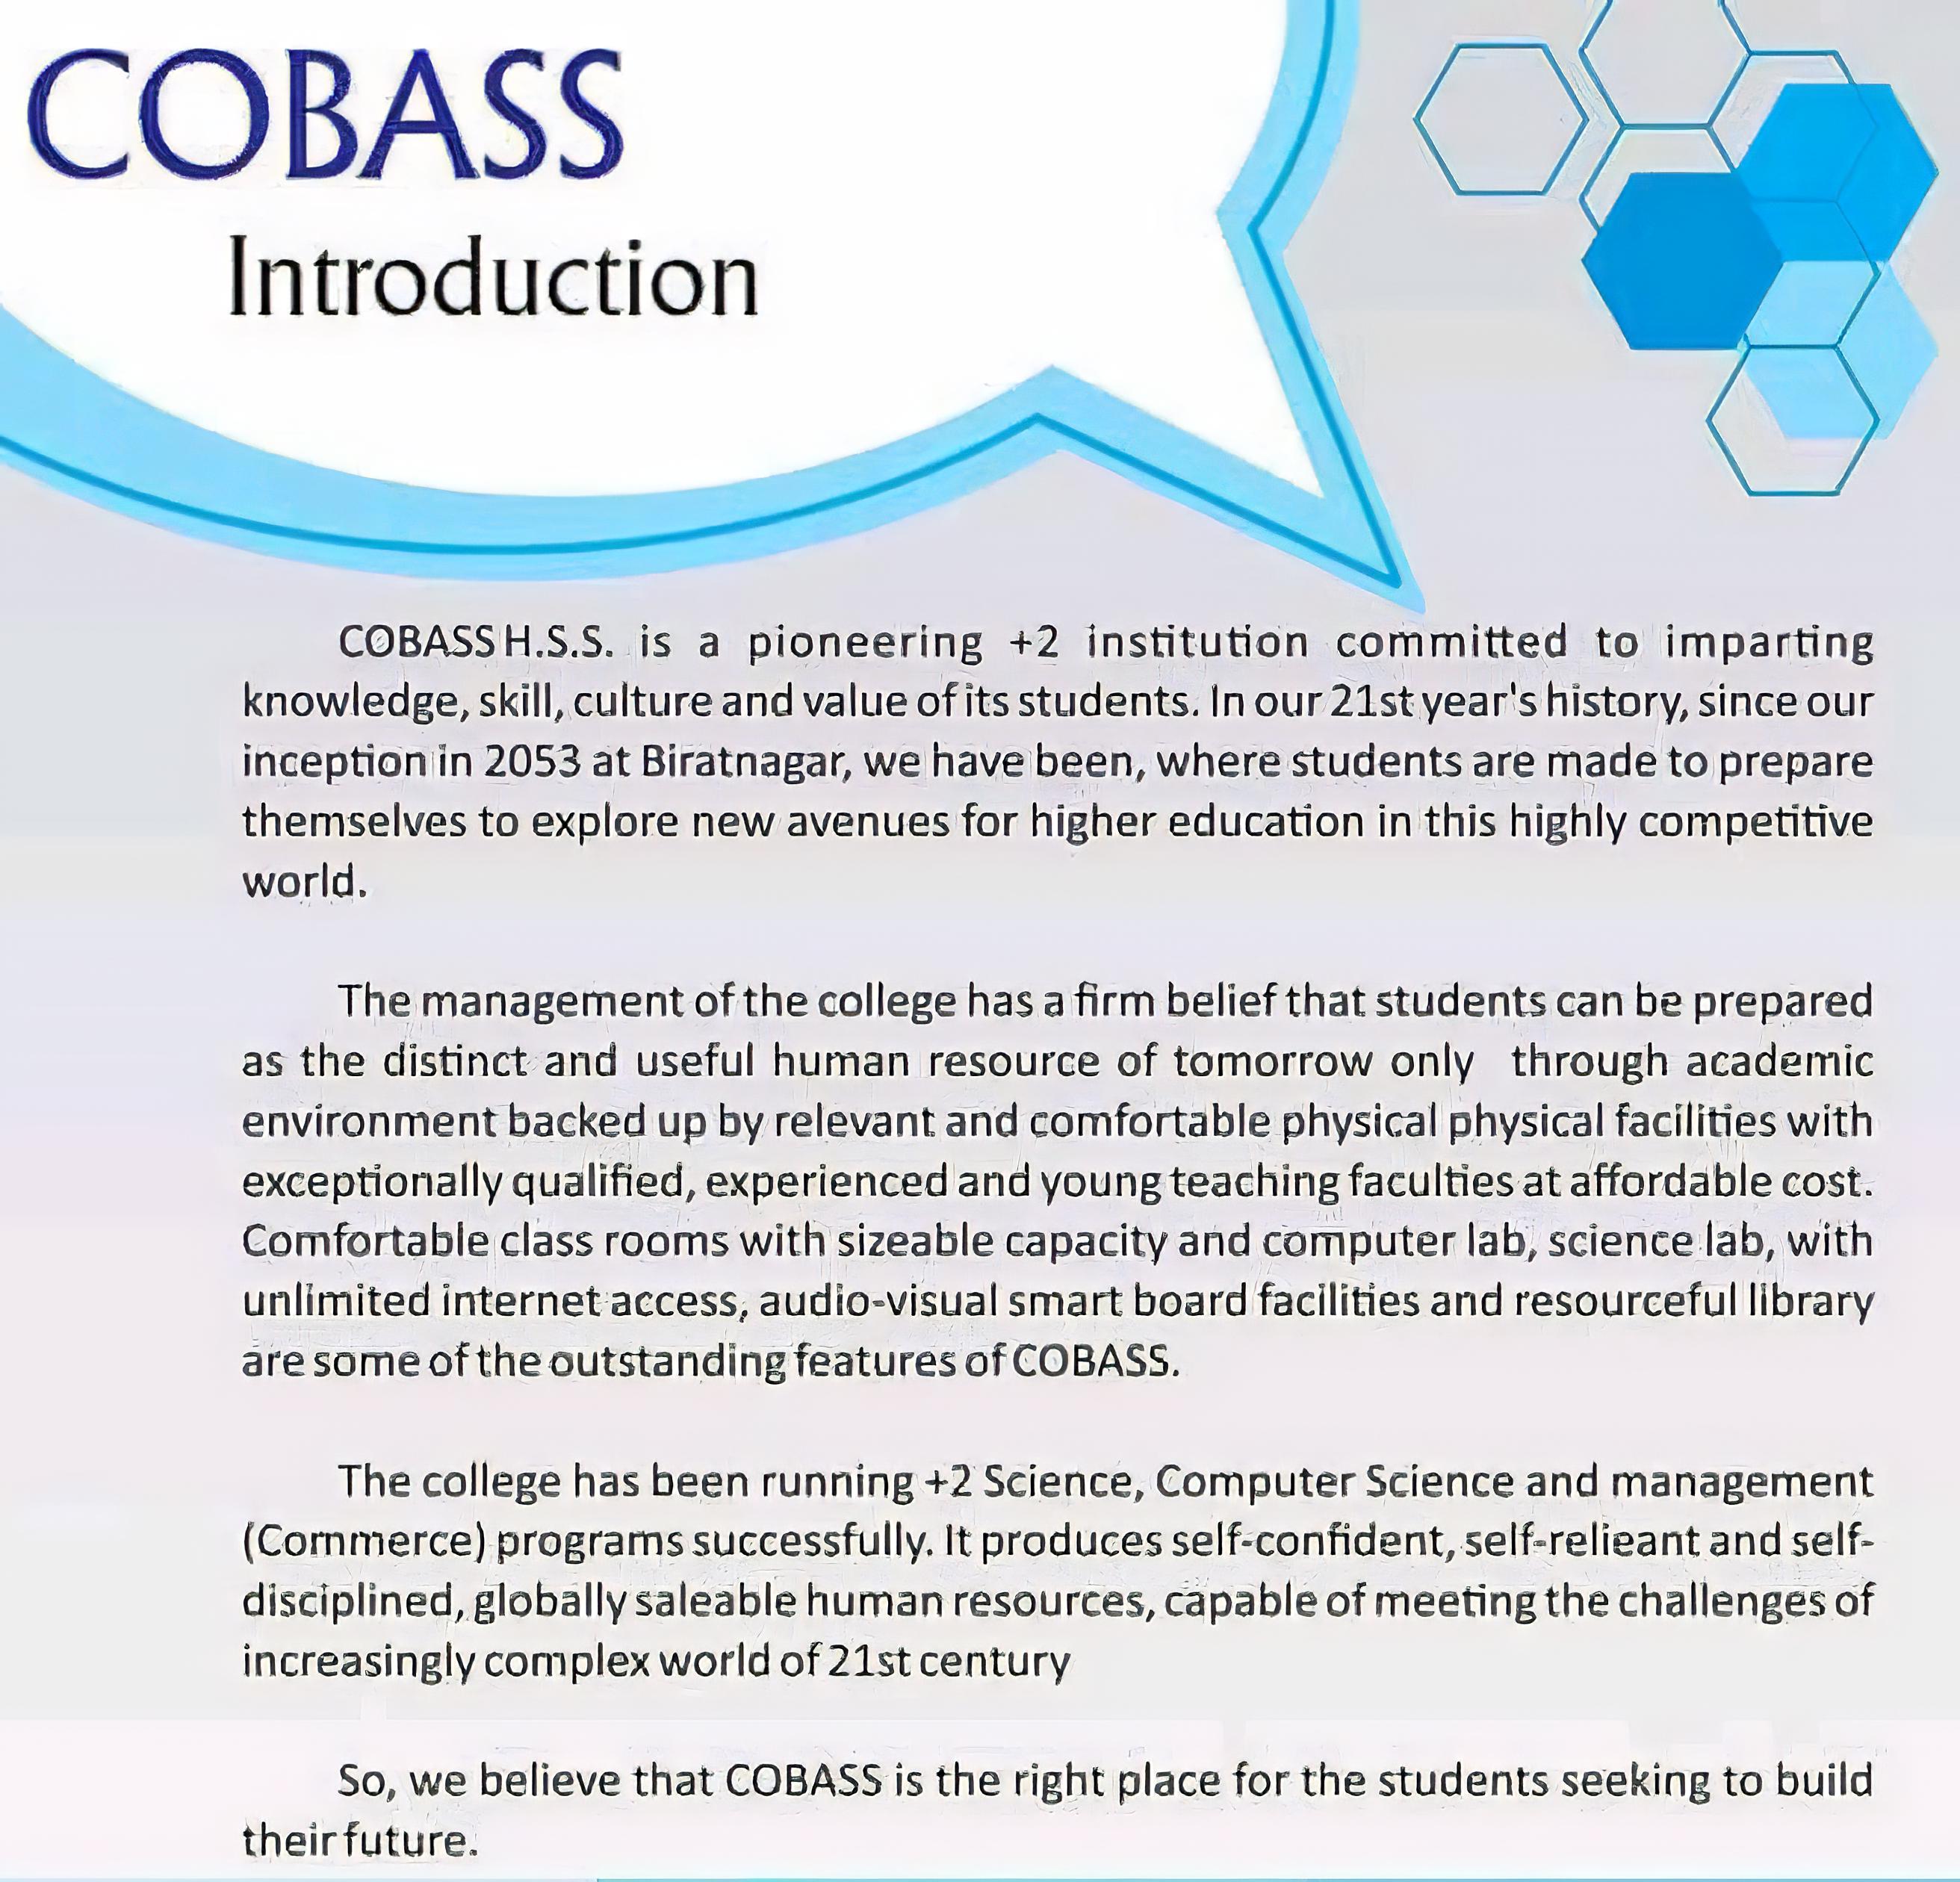 COBASS
Introduction
COBASS H.S.S. is a pioneering +2 institution committed to imparting
knowledge, skill, culture and value of its students. In our 21st year's history, since our
inception in 2053 at Biratnagar, we have been, where students are made to prepare
themselves to explore new avenues for higher education in this highly competitive
world.
The management of the college has a firm belief that students can be prepared
as the distinct and useful human resource of tomorrow only through academic
environment backed up by relevant and comfortable physical physical facilities with
exceptionally qualified, experienced and young teaching faculties at affordable cost.
Comfortable class rooms with sizeable capacity and computer lab, science lab, with
unlimited internet access, audio-visual smart board facilities and resourceful library
are some of the outstanding features of COBASS.
The college has been running +2 Science, Computer Science and management
(Commerce) programs successfully. It produces self-confident, self-relieant and self-
disciplined, globally saleable human resources, capable of meeting the challenges of
increasingly complex world of 21st century
So, we believe that COBASS is the right place for the students seeking to build
their future.